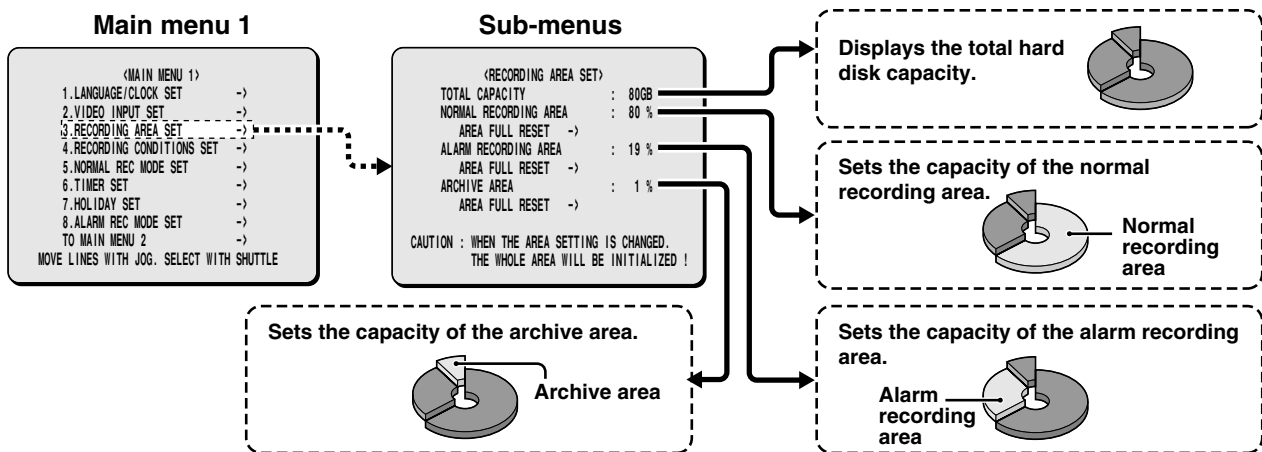 Main menu 1
<MAIN MENU 1>
1.LANGUAGE/CLOCK SET ->
2.VIDEO INPUT SET ->
3.RECORDING AREA SET ->
4.RECORDING CONDITIONS SET ->
5.NORMAL REC MODE SET ->
6.TIMER SET ->
7.HOLIDAY SET ->
8.ALARM REC MODE SET ->
TO MAIN MENU 2 ->
MOVE LINES WITH JOG. SELECT WITH SHUTTLE
Sub-menus
<RECORDING AREA SET>
TOTAL CAPACITY : 80GB
NORMAL RECORDING AREA : 80 %
AREA FULL RESET ->
ALARM RECORDING AREA : 19 %
AREA FULL RESET ->
ARCHIVE AREA : 1 %
AREA FULL RESET ->
CAUTION : WHEN THE AREA SETTING IS CHANGED.
THE WHOLE AREA WILL BE INITIALIZED !
Displays the total hard
disk capacity.
Sets the capacity of the normal
recording area.
Normal
recording
area
Sets the capacity of the alarm recording
area.
Alarm
recording
area
Sets the capacity of the archive area.
Archive area